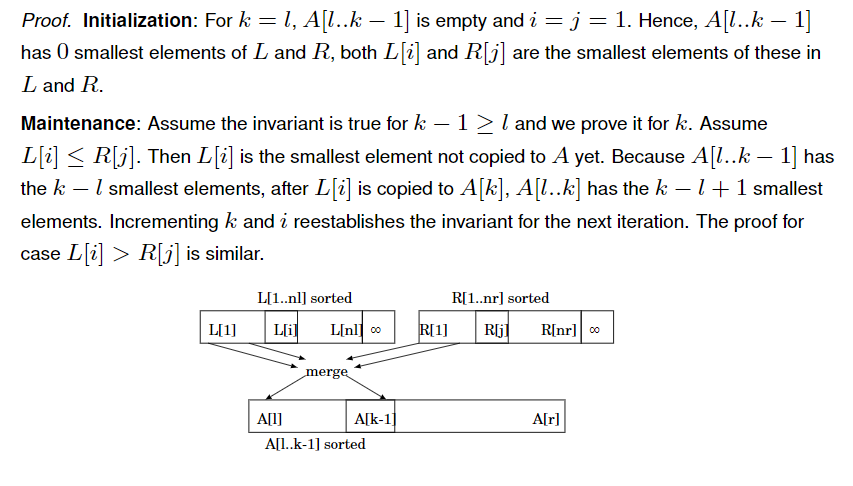 Proof. Initialization: For k = l, A[l..k − 1] is empty and i = j = 1. Hence, A[l..k − 1]
has 0 smallest elements of L and R, both L[i] and R[j] are the smallest elements of these in
L and R.
Maintenance: Assume the invariant is true for k − 1 ≥ l and we prove it for k. Assume
L[i] ≤ R[j]. Then L[i] is the smallest element not copied to A yet. Because A[l..k − 1] has
the k − l smallest elements, after L[i] is copied to A[k], A[l..k] has the k − l + 1 smallest
elements. Incrementing k and i reestablishes the invariant for the next iteration. The proof for
case L[i] > R[j] is similar.
L[1..nl] sorted R[1..nr] sorted
L[1] L[i] L[nl] ∞ R[1] R[j] R[nr] ∞
merge
A[l] A[k-1] A[r]
A[l..k-1] sorted